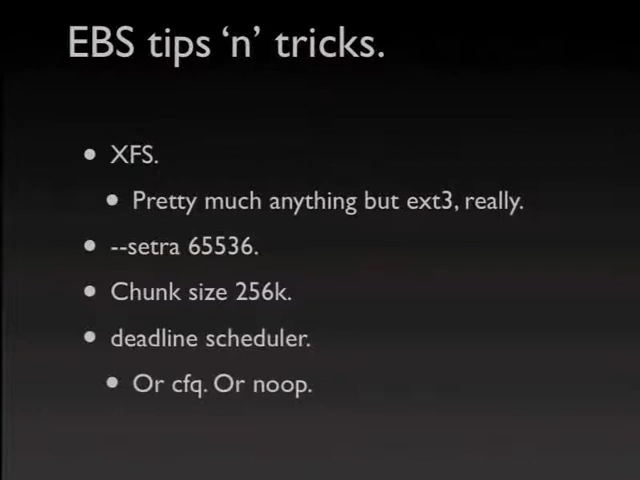 EBS tips ‘n’ tricks.
• XFS.
• Pretty much anything but ext3, really.
• --setra 65536.
• Chunk size 256k.
• deadline scheduler.
• Or cfq. Or noop.